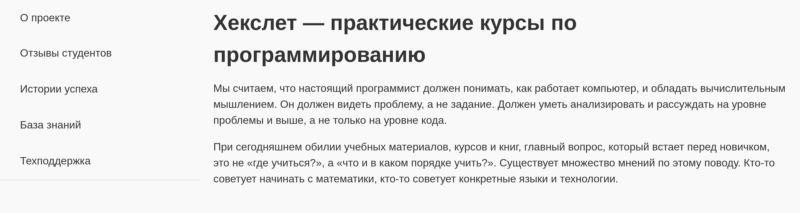 О проекте
Отзывы студентов
Истории успеха
База знаний
Техподдержка
Хекслет — практические курсы по
программированию
Мы считаем, что настоящий программист должен понимать, как работает компьютер, и обладать вычислительным
мышлением. Он должен видеть проблему, а не задание. Должен уметь анализировать и рассуждать на уровне
проблемы и выше, а не только на уровне кода.
При сегодняшнем обилии учебных материалов, курсов и книг, главный вопрос, который встает перед новичком,
это не «где учиться?», а «что и в каком порядке учить?». Существует множество мнений по этому поводу. Кто-то
советует начинать с математики, кто-то советует конкретные языки и технологии.